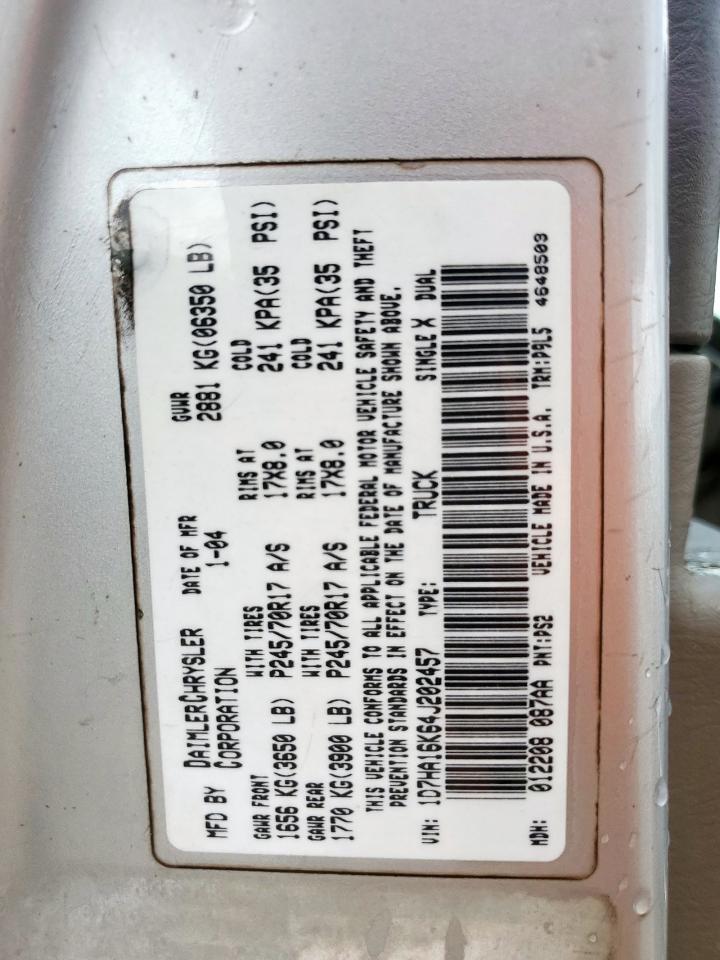 MFD BY DAIMLERCHRYSLER CORPORATION DATE OF MFR 1-04 GVWR 2881 KG(06350 LB)
GAWR FRONT WITH TIRES RIMS AT COLD
1656 KG(3650 LB) P245/70R17 A/S 17X8.0 241 KPA(35 PSI)
GAWR REAR WITH TIRES RIMS AT COLD
1770 KG(3900 LB) P245/70R17 A/S 17X8.0 241 KPA(35 PSI)
THIS VEHICLE CONFORMS TO ALL APPLICABLE FEDERAL MOTOR VEHICLE SAFETY AND THEFT
PREVENTION STANDARDS IN EFFECT ON THE DATE OF MANUFACTURE SHOWN ABOVE.
VIN: 1D7HA16K64J202457 TYPE: TRUCK SINGLE X DUAL
MDH: 012208 087AA PNT:PS2 VEHICLE MADE IN U.S.A. TRM:P9L5 4648503